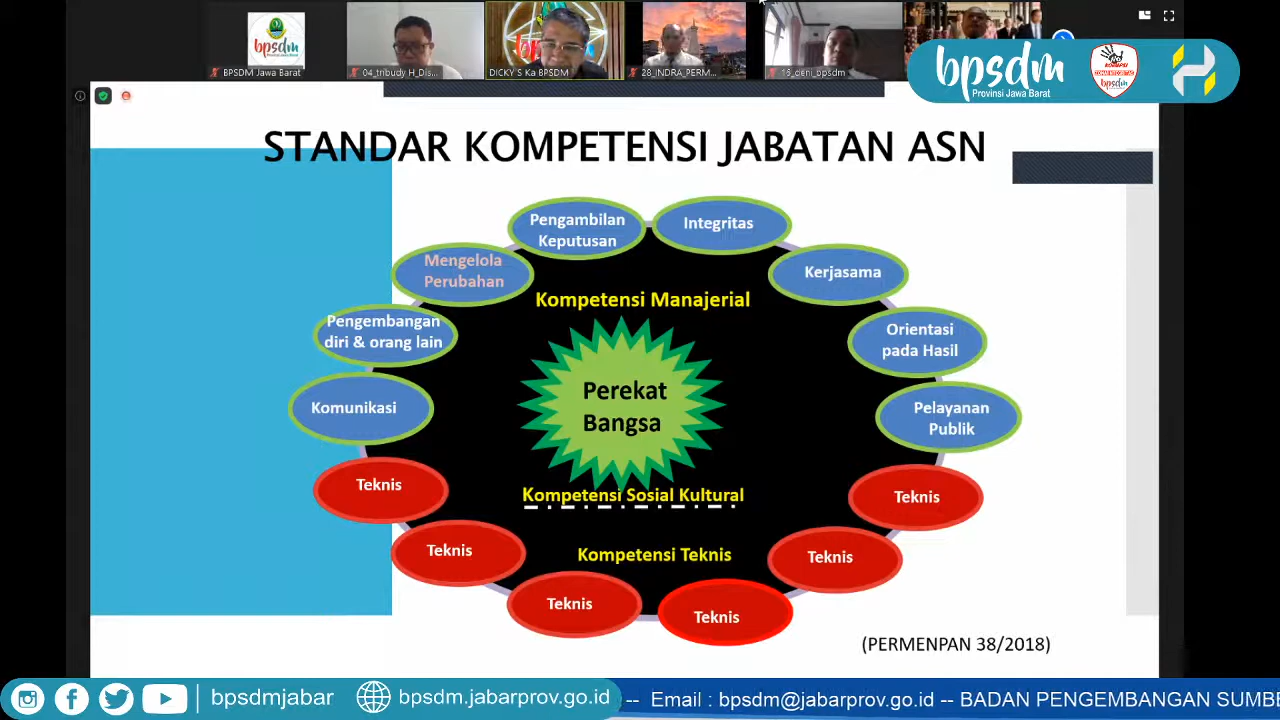 bpsdm
BPSDM Jawa Barat
04_tribudy H_Dis...
DICKY S Ka BPSDM
28_INDRA_PERM...
19_deni_bpsdm
bpsdm
Provinsi Jawa Barat
bpsdm
STANDAR KOMPETENSI JABATAN ASN
Pengambilan
Keputusan
Integritas
Mengelola
Perubahan
Kerjasama
Kompetensi Manajerial
Pengembangan
diri & orang lain
Orientasi
pada Hasil
Perekat
Bangsa
Komunikasi
Pelayanan
Publik
Teknis
Kompetensi Sosial Kultural
Teknis
Teknis
Kompetensi Teknis
Teknis
Teknis
Teknis
(PERMENPAN 38/2018)
bpsdmjabar
bpsdm.jabarprov.go.id
-- Email : bpsdm@jabarprov.go.id -- BADAN PENGEMBANGAN SUMBE